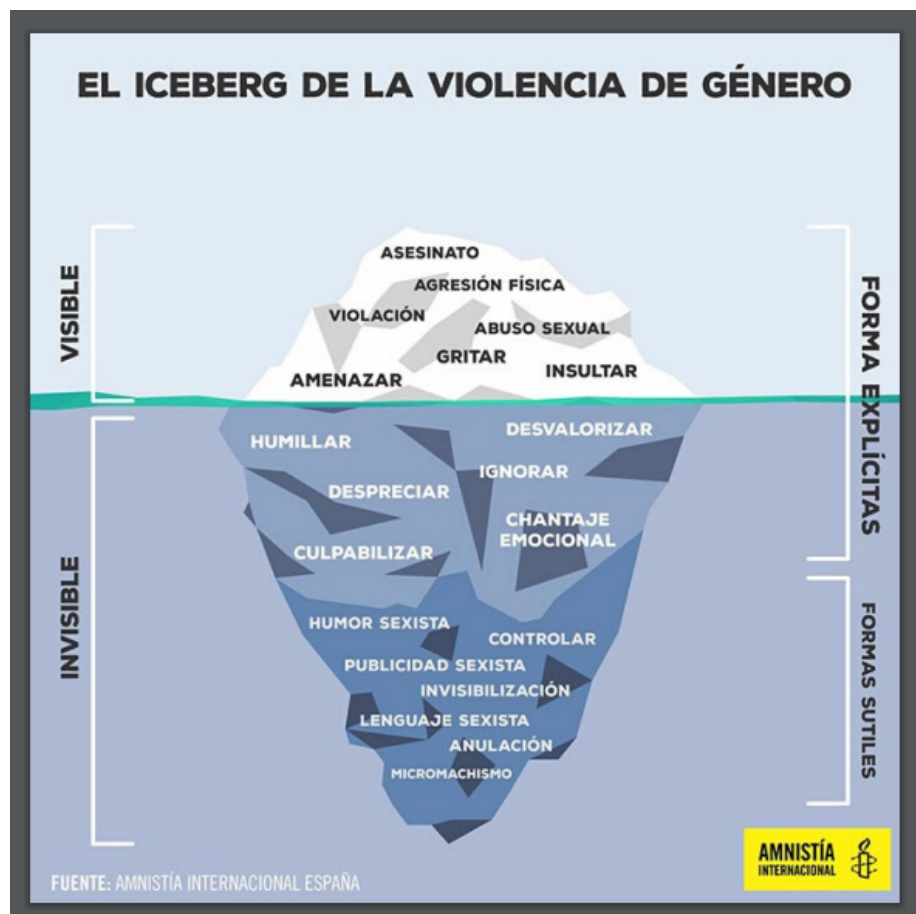 EL ICEBERG DE LA VIOLENCIA DE GÉNERO
VISIBLE
ASESINATO
AGRESIÓN FÍSICA
VIOLACIÓN
ABUSO SEXUAL
GRITAR
INSULTAR
AMENAZAR
FORMA EXPLÍCITAS
INVISIBLE
DESVALORIZAR
HUMILLAR
IGNORAR
DESPRECIAR
CHANTAJE
EMOCIONAL
CULPABILIZAR
FORMAS SUTILES
HUMOR SEXISTA
CONTROLAR
PUBLICIDAD SEXISTA
INVISIBILIZACIÓN
LENGUAJE SEXISTA
ANULACIÓN
MICROMACHISMO
AMNISTÍA
INTERNACIONAL
FUENTE: AMNISTÍA INTERNACIONAL ESPAÑA